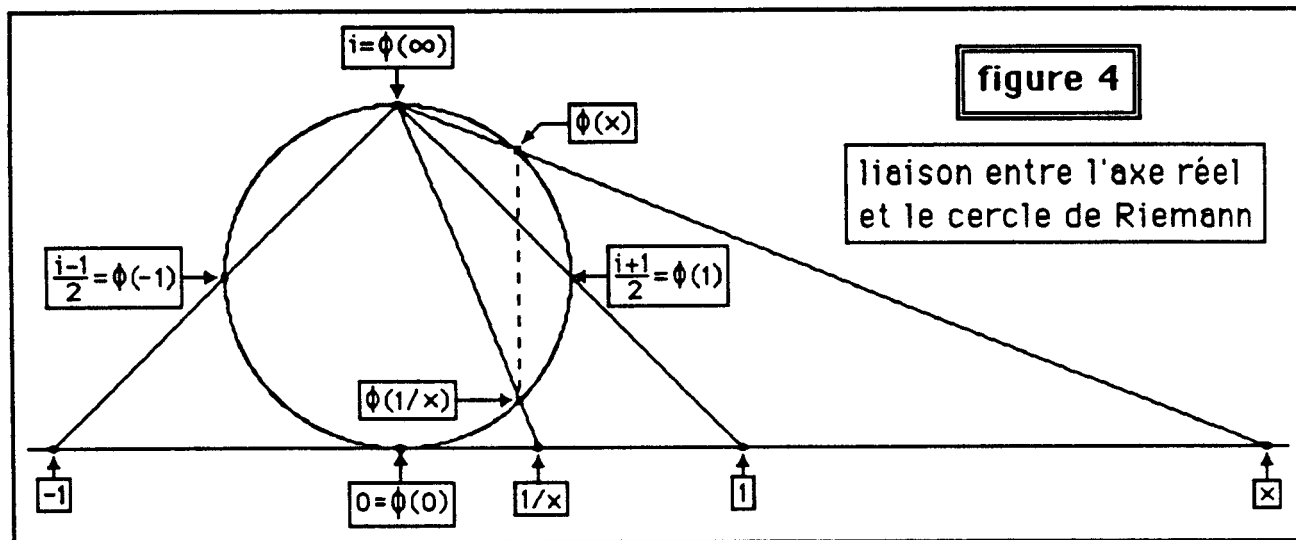 i=ϕ(∞)
figure 4
ϕ(x)
liaison entre l'axe réel
et le cercle de Riemann
i-1/2=ϕ(-1)
i+1/2=ϕ(1)
ϕ(1/x)
-1
0=ϕ(0)
1/x
1
x